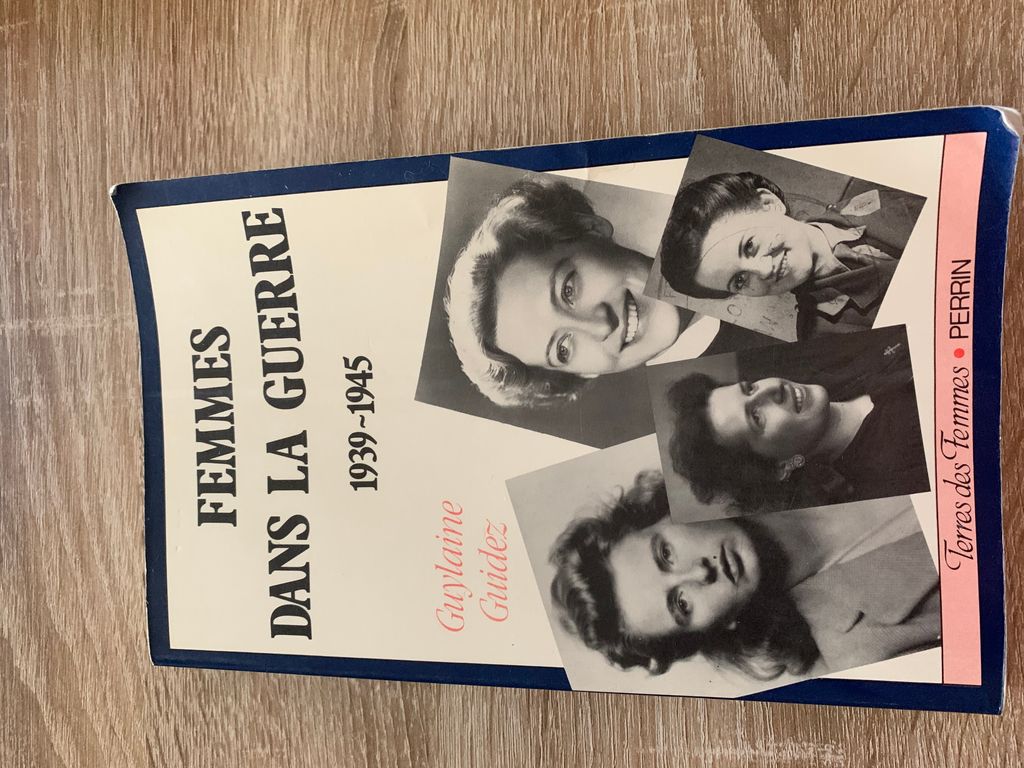 FEMMES
DANS LA GUERRE
1939~1945
Guylaine
Guidez
Terres des Femmes • PERRIN